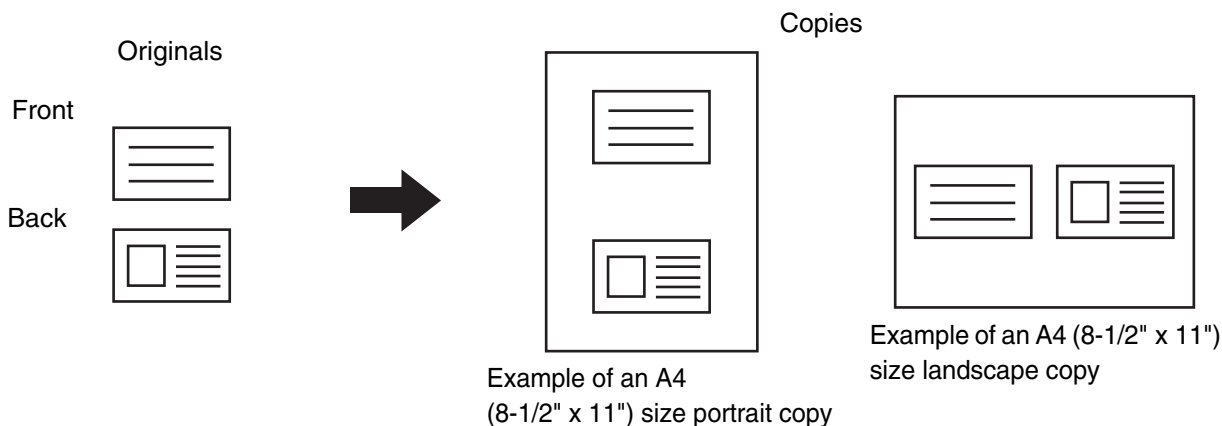 Originals
Front
Back
Copies
Example of an A4
(8-1/2" x 11") size portrait copy
Example of an A4 (8-1/2" x 11")
size landscape copy